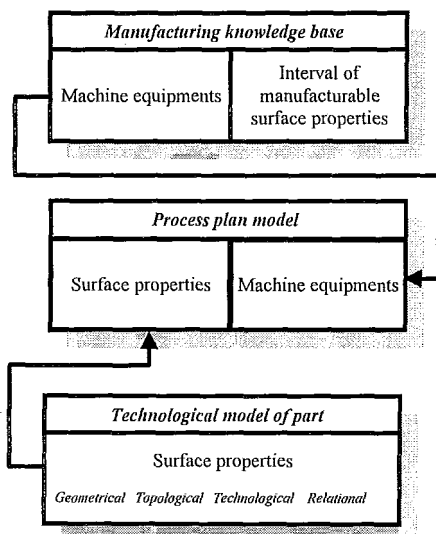 Manufacturing knowledge base
Machine equipments
Interval of
manufacturable
surface properties
Process plan model
Surface properties
Machine equipments
Technological model of part
Surface properties
Geometrical Topological Technological Relational